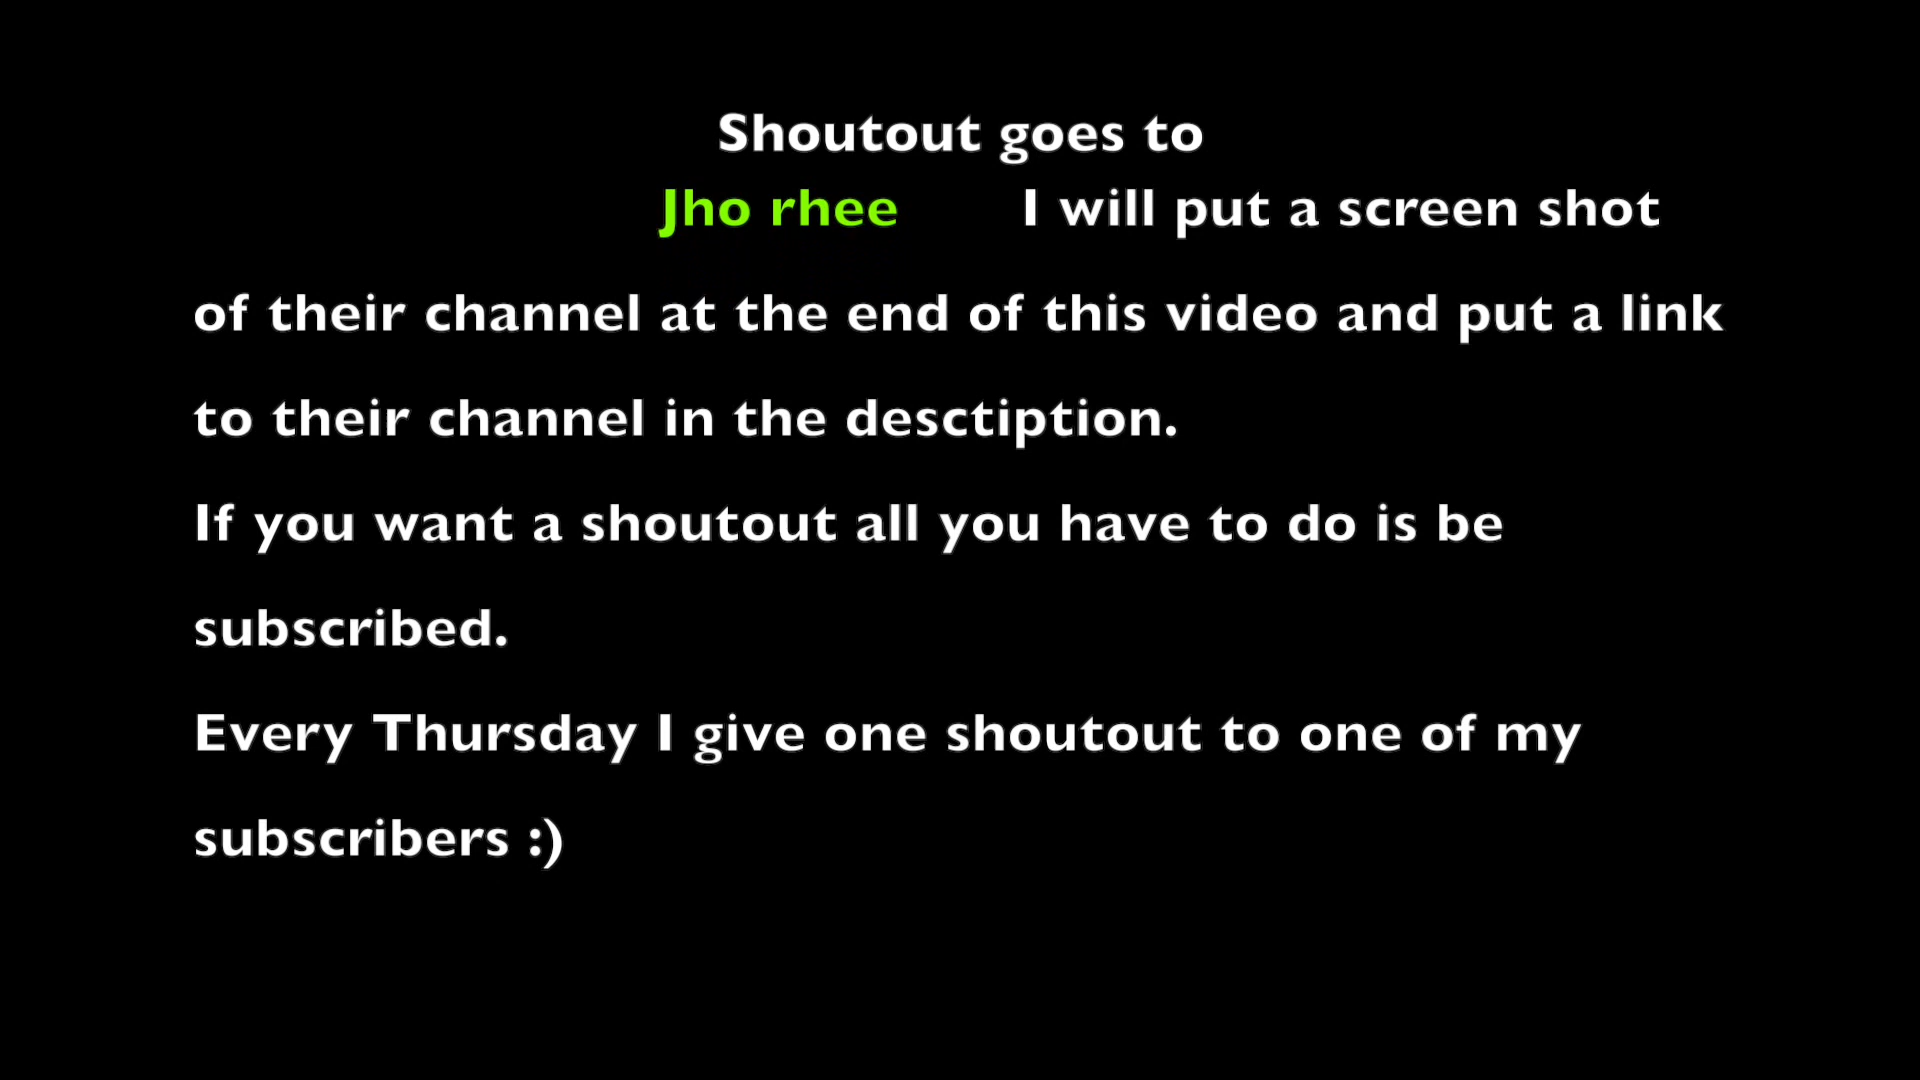 Shoutout goes to
Jho rhee I will put a screen shot
of their channel at the end of this video and put a link
to their channel in the desctiption.
If you want a shoutout all you have to do is be
subscribed.
Every Thursday I give one shoutout to one of my
subscribers :)